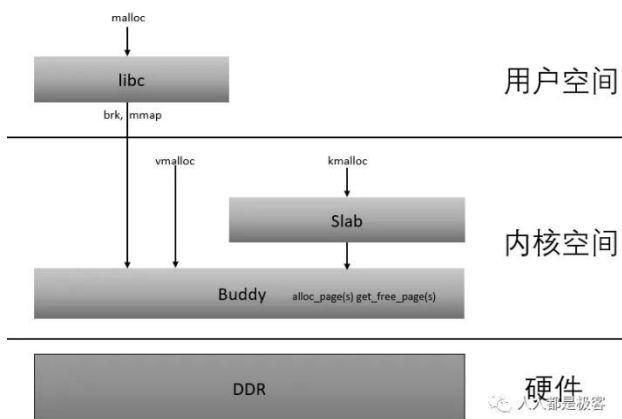 malloc
libc
用户空间
brk, mmap
vmalloc
kmalloc
Slab
内核空间
Buddy
alloc_page(s) get_free_page(s)
DDR
硬件
人人都是极客